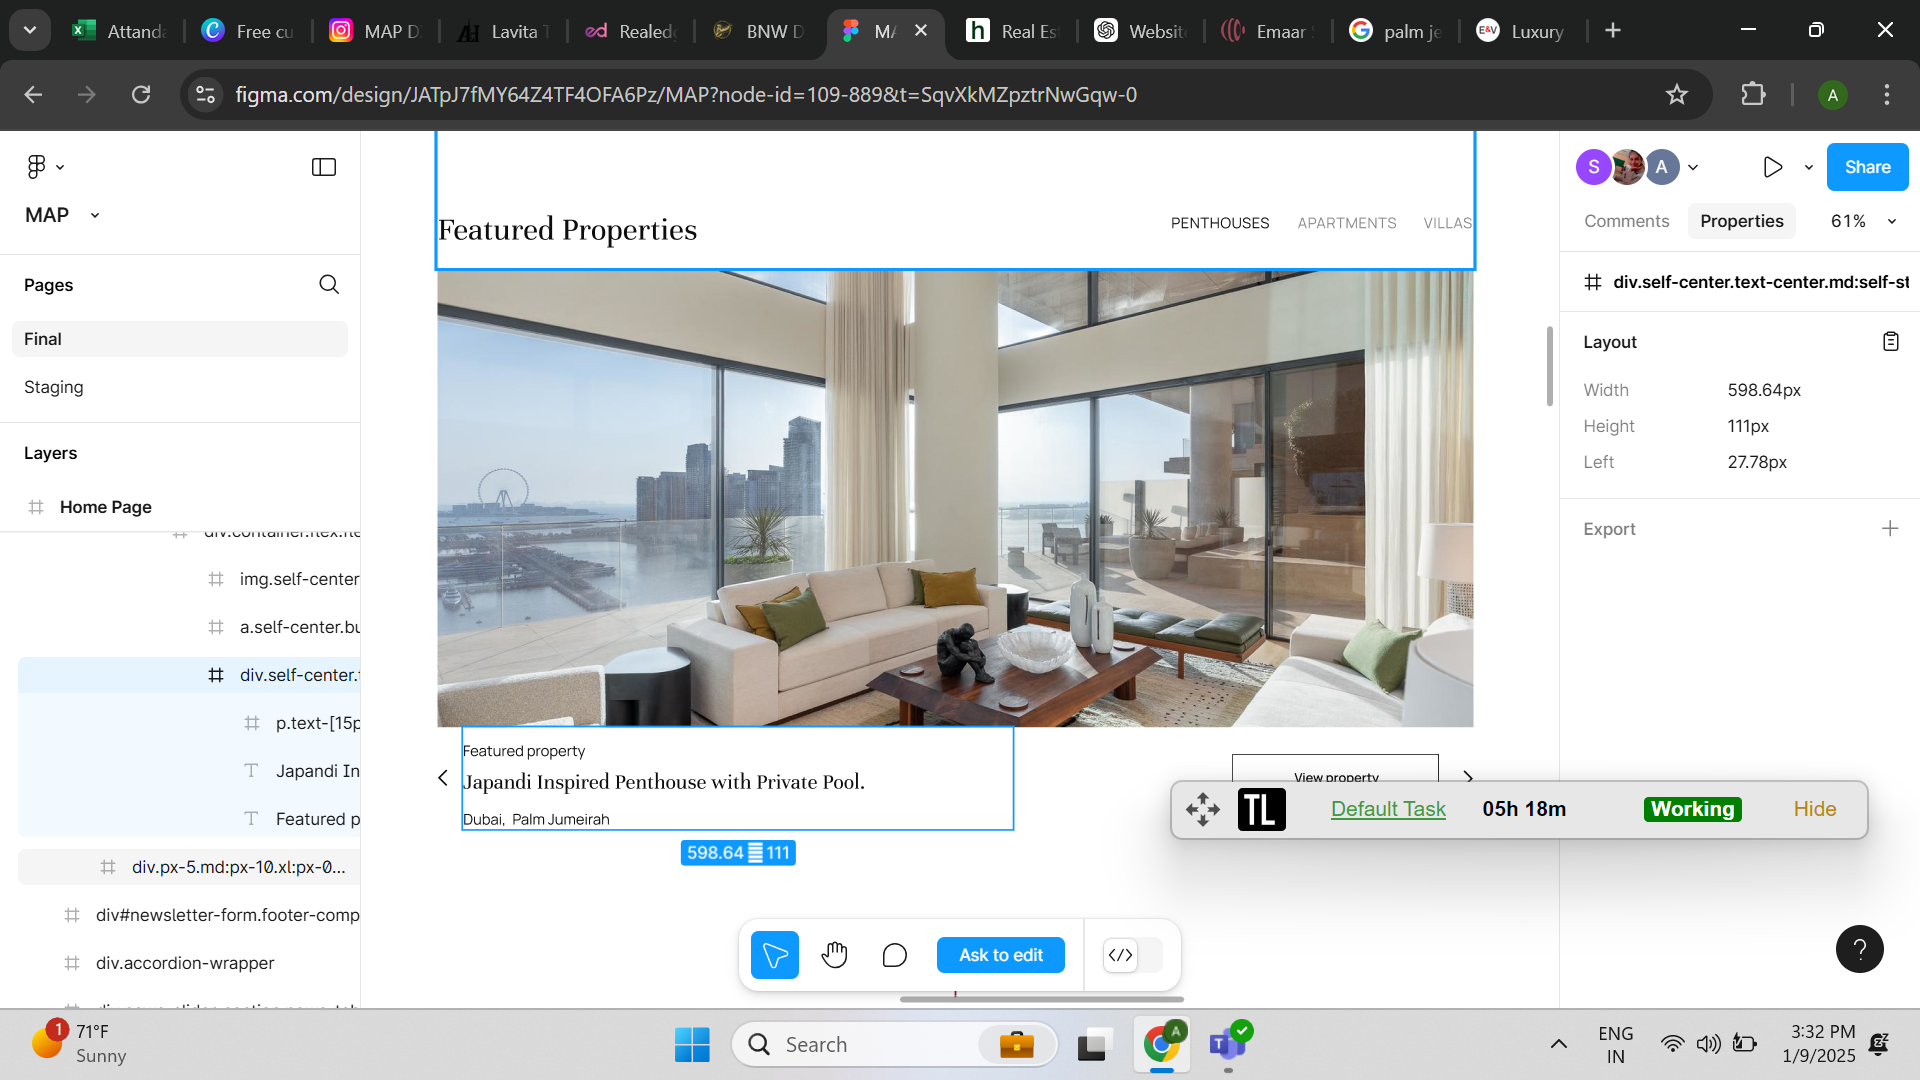 Attanda
Free cu
MAP D
Lavita T
Realed
BNW D
MA
Real Es
Websit
Emaar
palm je
Luxury
figma.com/design/JATpJ7fMY64Z4TF4OFA6Pz/MAP?node-id=109-889&t=SqvXkMZpztrNwGqw-0
A
MAP
Pages
Final
Staging
Layers
Home Page
div.container.flex.fle
img.self-center
a.self-center.bu
div.self-center.t
p.text-[15p
Japandi In
Featured p
div.px-5.md:px-10.xl:px-0...
div#newsletter-form.footer-comp
div.accordion-wrapper
Featured Properties
PENTHOUSES
APARTMENTS
VILLAS
Featured property
Japandi Inspired Penthouse with Private Pool.
Dubai, Palm Jumeirah
View property
598.64
111
TL
Default Task
05h 18m
Working
Hide
Ask to edit
S
A
Share
Comments
Properties
61%
div.self-center.text-center.md:self-st
Layout
Width
598.64px
Height
111px
Left
27.78px
Export
?
1
71°F
Sunny
Search
A
ENG
IN
3:32 PM
1/9/2025